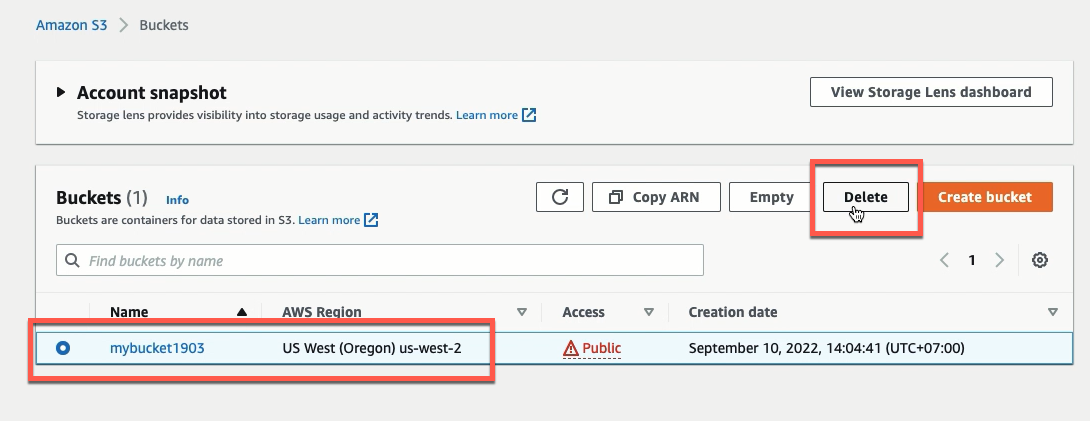 Amazon S3 > Buckets
Account snapshot
View Storage Lens dashboard
Storage lens provides visibility into storage usage and activity trends. Learn more
Buckets (1) Info
Copy ARN Empty Delete Create bucket
Buckets are containers for data stored in S3. Learn more
Find buckets by name
1
Name AWS Region Access Creation date
mybucket1903 US West (Oregon) us-west-2 Public September 10, 2022, 14:04:41 (UTC+07:00)